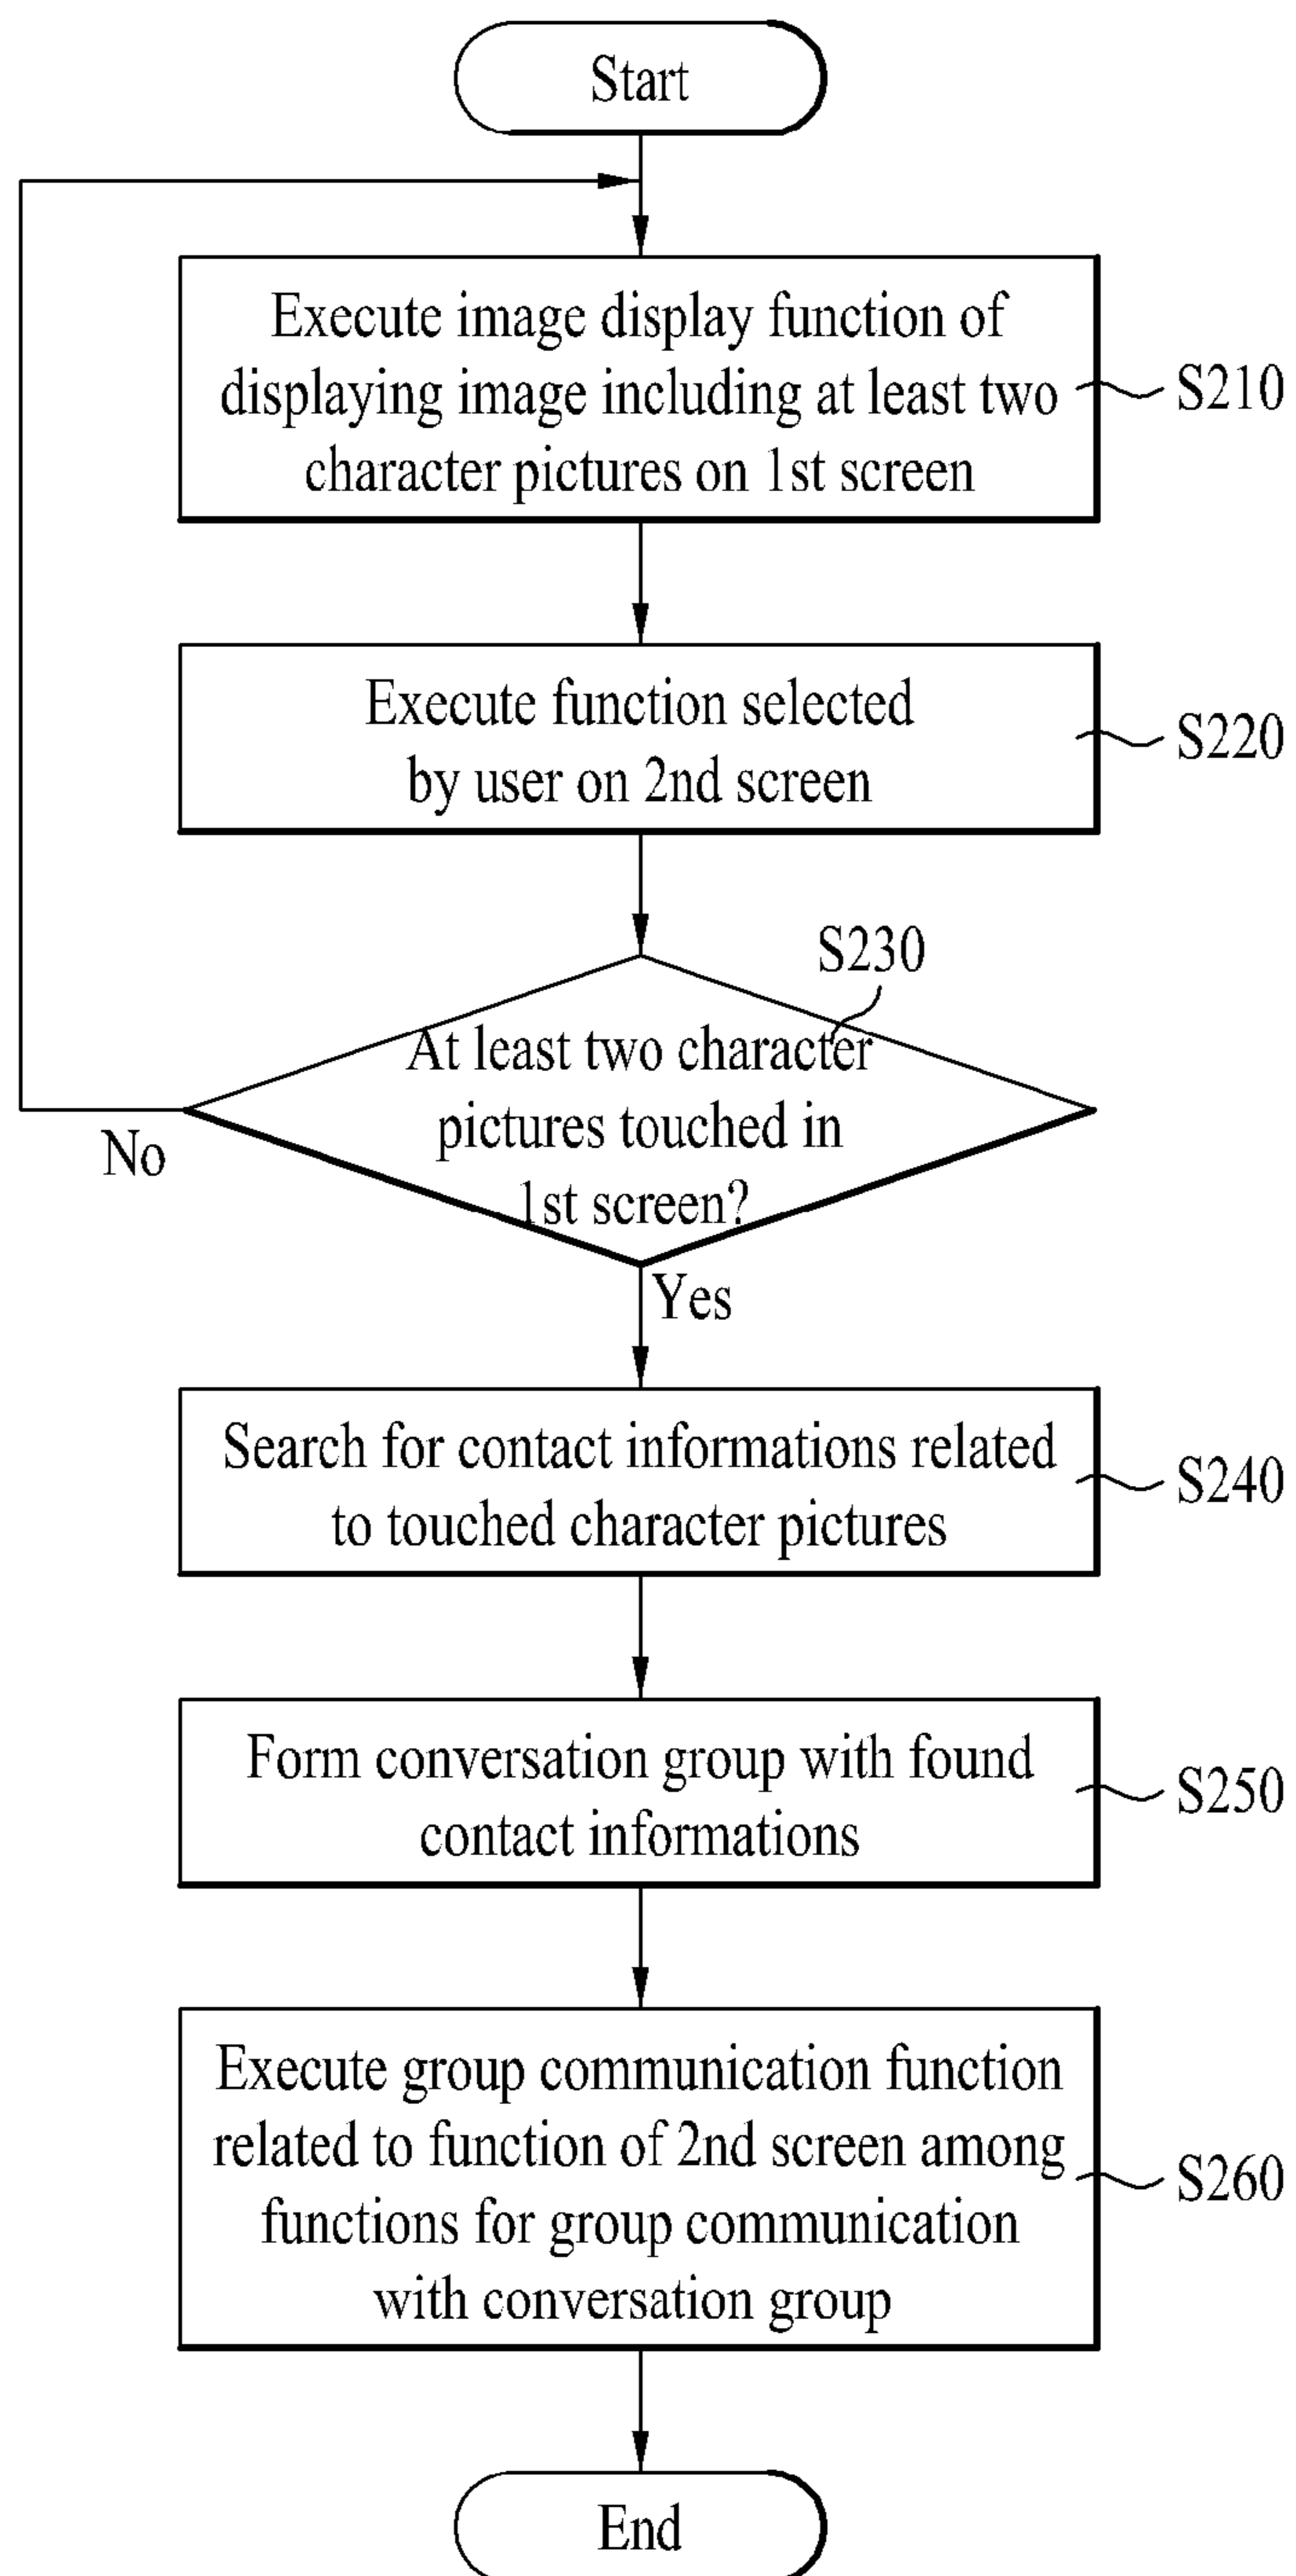 Start
Execute image display function of
displaying image including at least two
character pictures on 1st screen
S210
Execute function selected
by user on 2nd screen
S220
S230
At least two character
pictures touched in
1st screen?
No
Yes
Search for contact informations related
to touched character pictures
S240
Form conversation group with found
contact informations
S250
Execute group communication function
related to function of 2nd screen among
functions for group communication
with conversation group
S260
End